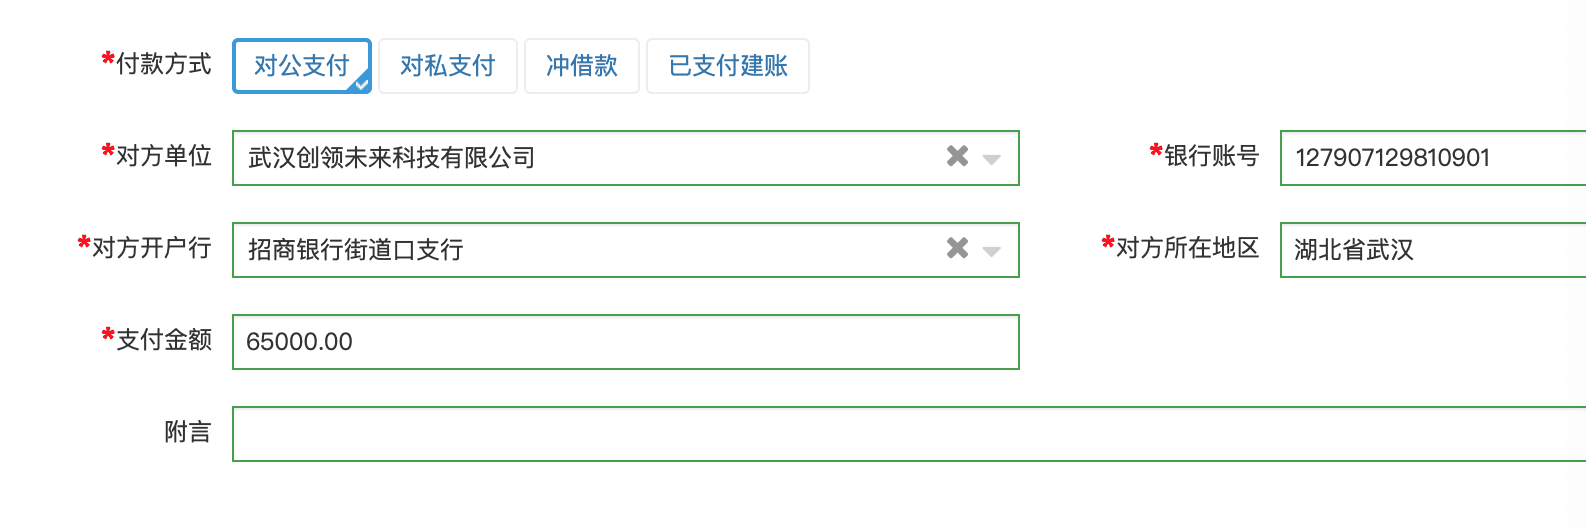 *付款方式 对公支付 对私支付 冲借款 已支付建账
*对方单位 武汉创领未来科技有限公司 *银行账号 127907129810901
*对方开户行 招商银行街道口支行 *对方所在地区 湖北省武汉
*支付金额 65000.00
附言